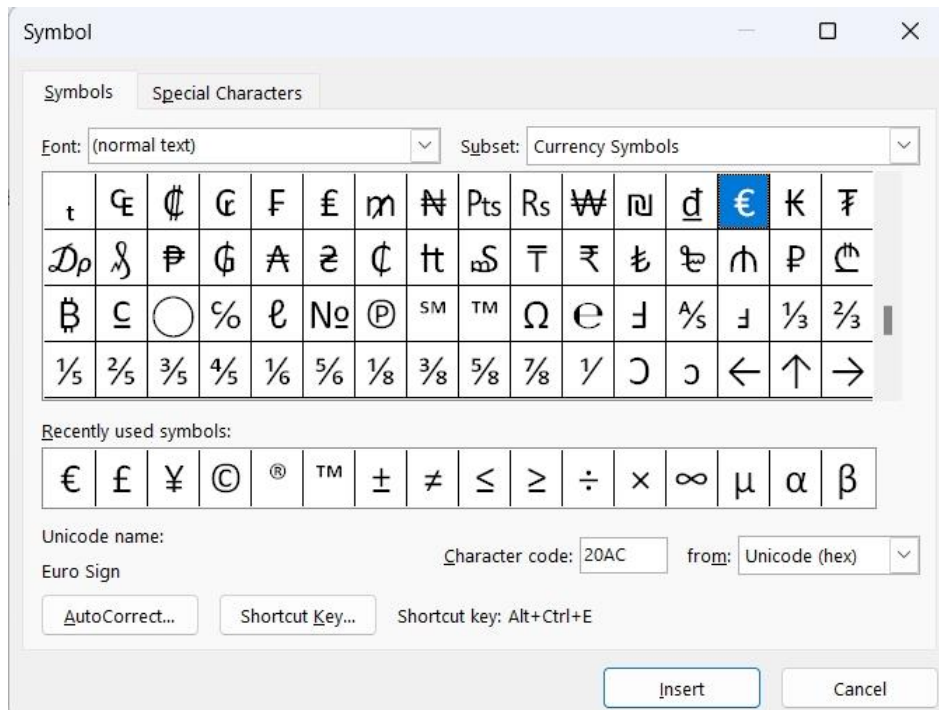 Symbol
Symbols Special Characters
Font: (normal text) Subset: Currency Symbols
ₜ ₠ ₡ ₢ ₣ ₤ ₥ ₦ ₧ ₨ ₩ ₪ ₫ € ₭ ₮
₯ ₰ ₱ ₲ ₳ ₴ ₵ ₶ ₷ ₸ ₹ ₺ ₻ ₼ ₽ ₾
₿ ⃀ ⃝ ℅ ℓ № ℗ ℠ ™ Ω ℮ Ⅎ ⅍ ⅎ ⅓ ⅔
⅕ ⅖ ⅗ ⅘ ⅙ ⅚ ⅛ ⅜ ⅝ ⅞ ⅟ Ↄ ↄ ← ↑ →
Recently used symbols:
€ £ ¥ © ® ™ ± ≠ ≤ ≥ ÷ × ∞ µ α β
Unicode name:
Euro Sign
Character code: 20AC from: Unicode (hex)
AutoCorrect... Shortcut Key... Shortcut key: Alt+Ctrl+E
Insert Cancel